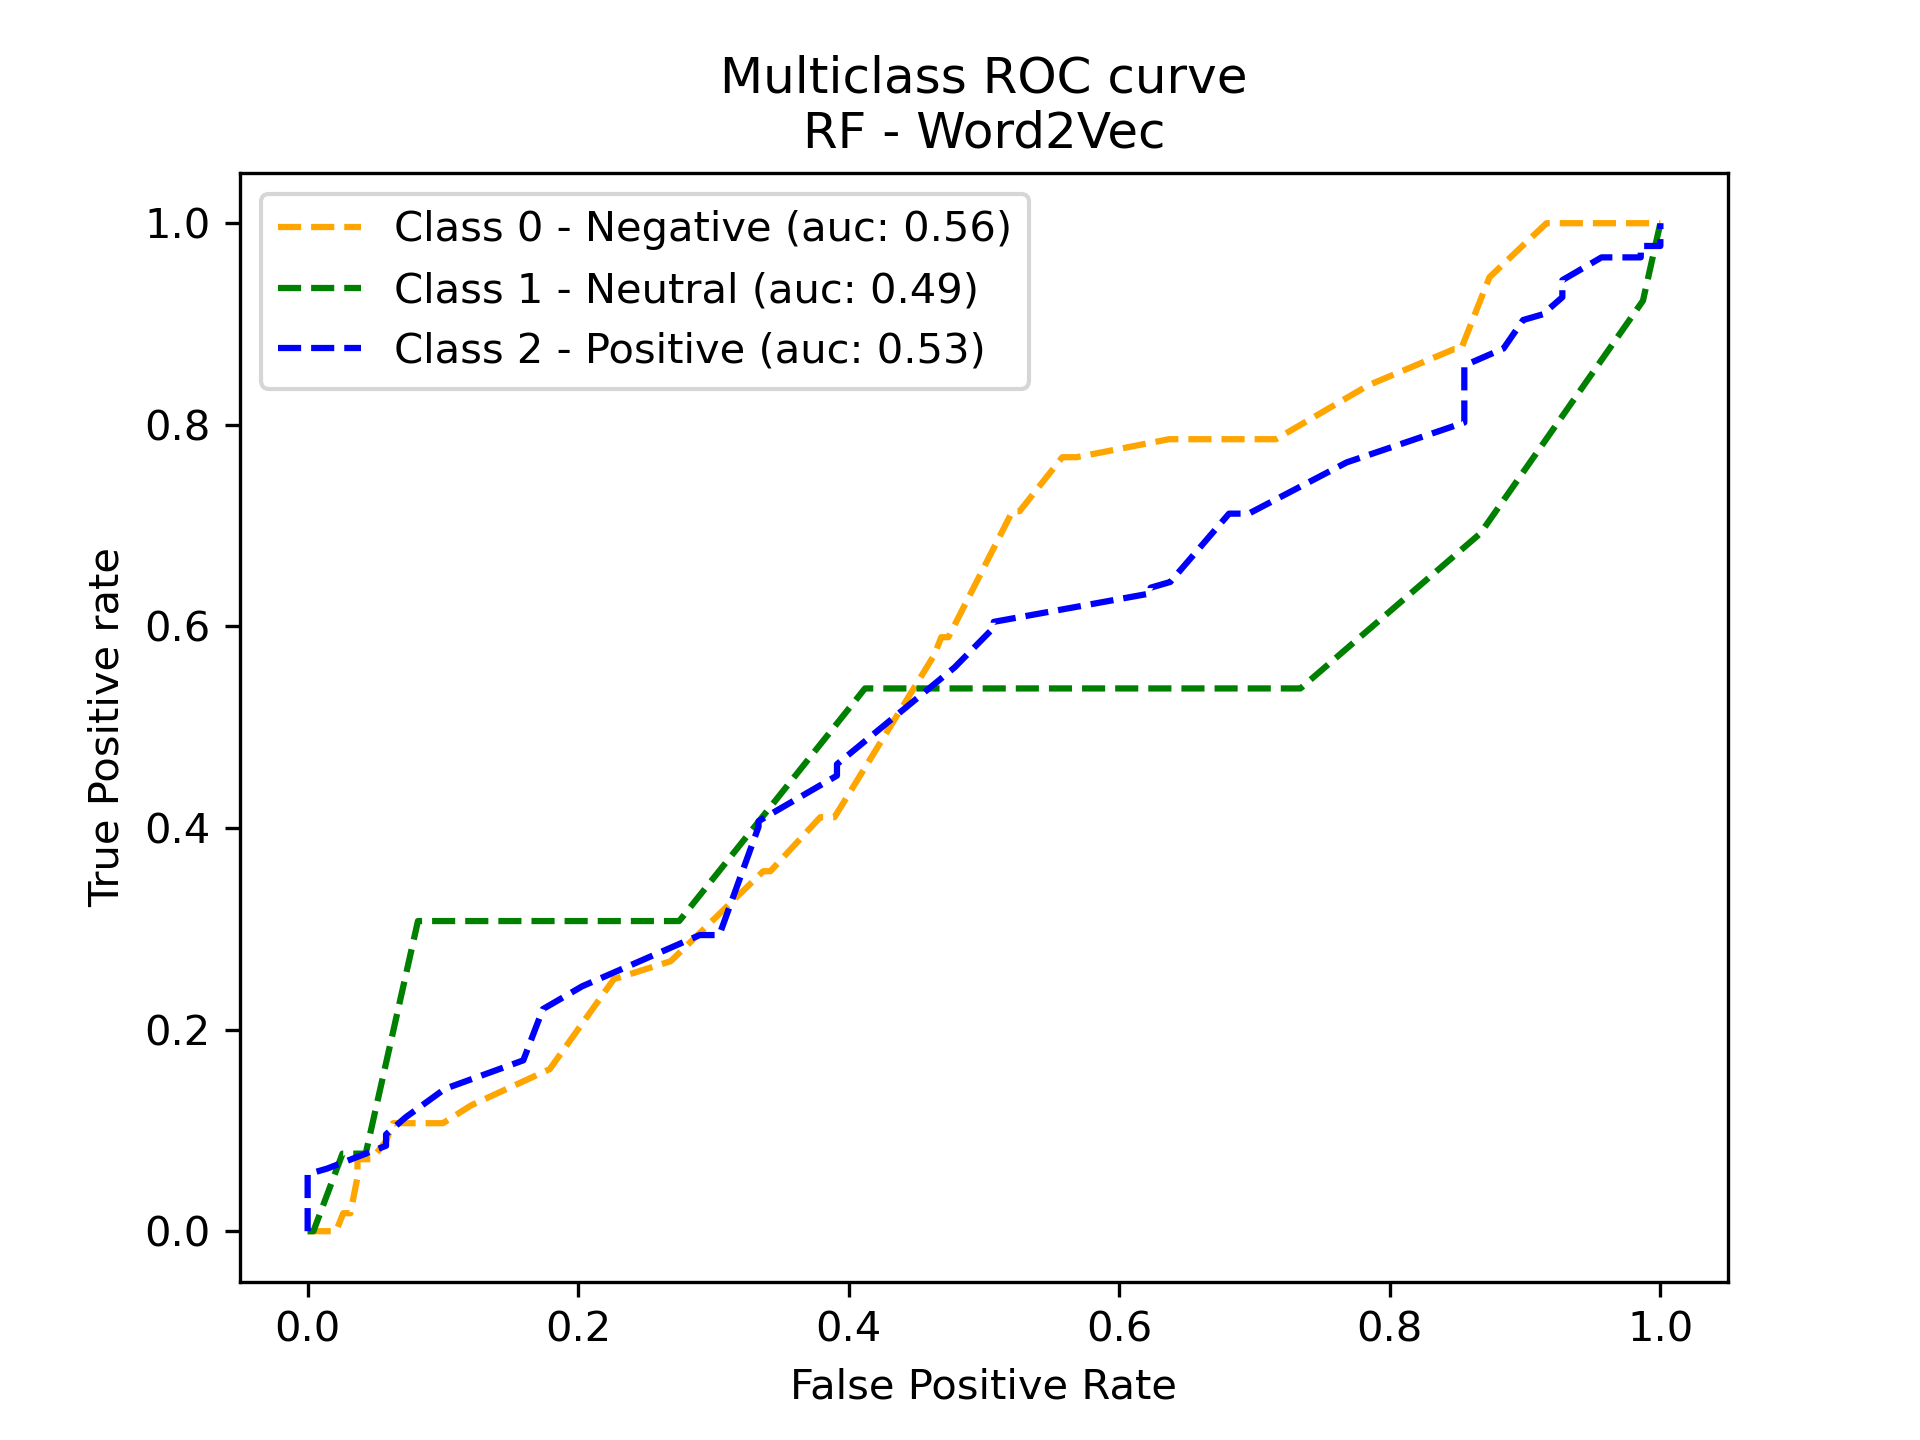 Multiclass ROC curve
RF - Word2Vec
Class 0 - Negative (auc: 0.56)
Class 1 - Neutral (auc: 0.49)
Class 2 - Positive (auc: 0.53)
True Positive rate
1.0
0.8
0.6
0.4
0.2
0.0
0.0 0.2 0.4 0.6 0.8 1.0
False Positive Rate